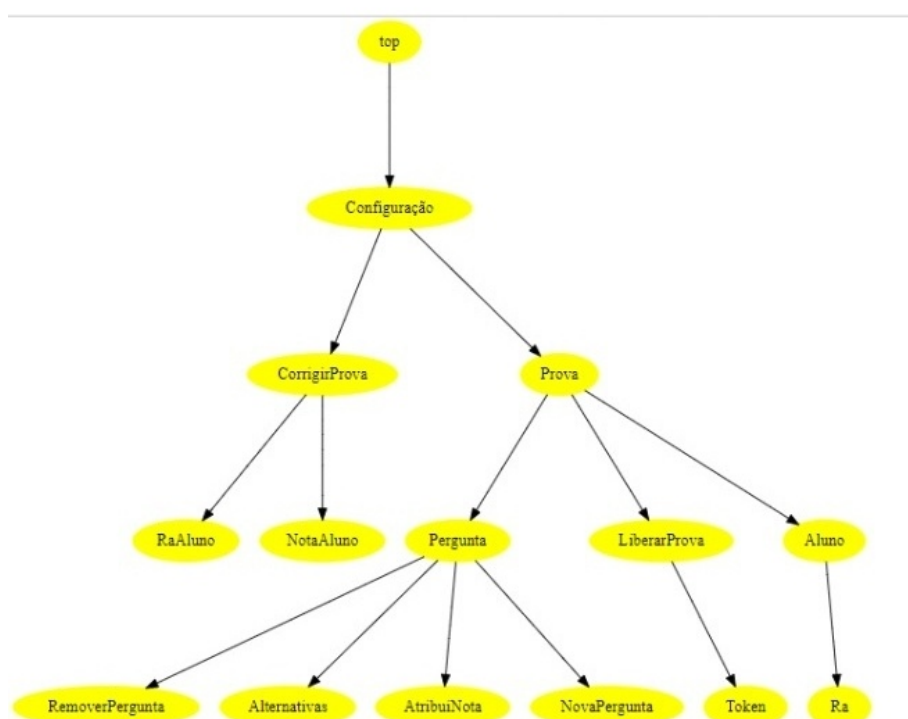 top
Configuração
CorrigirProva
Prova
RaAluno
NotaAluno
Pergunta
LiberarProva
Aluno
RemoverPergunta
Alternativas
AtribuiNota
NovaPergunta
Token
Ra